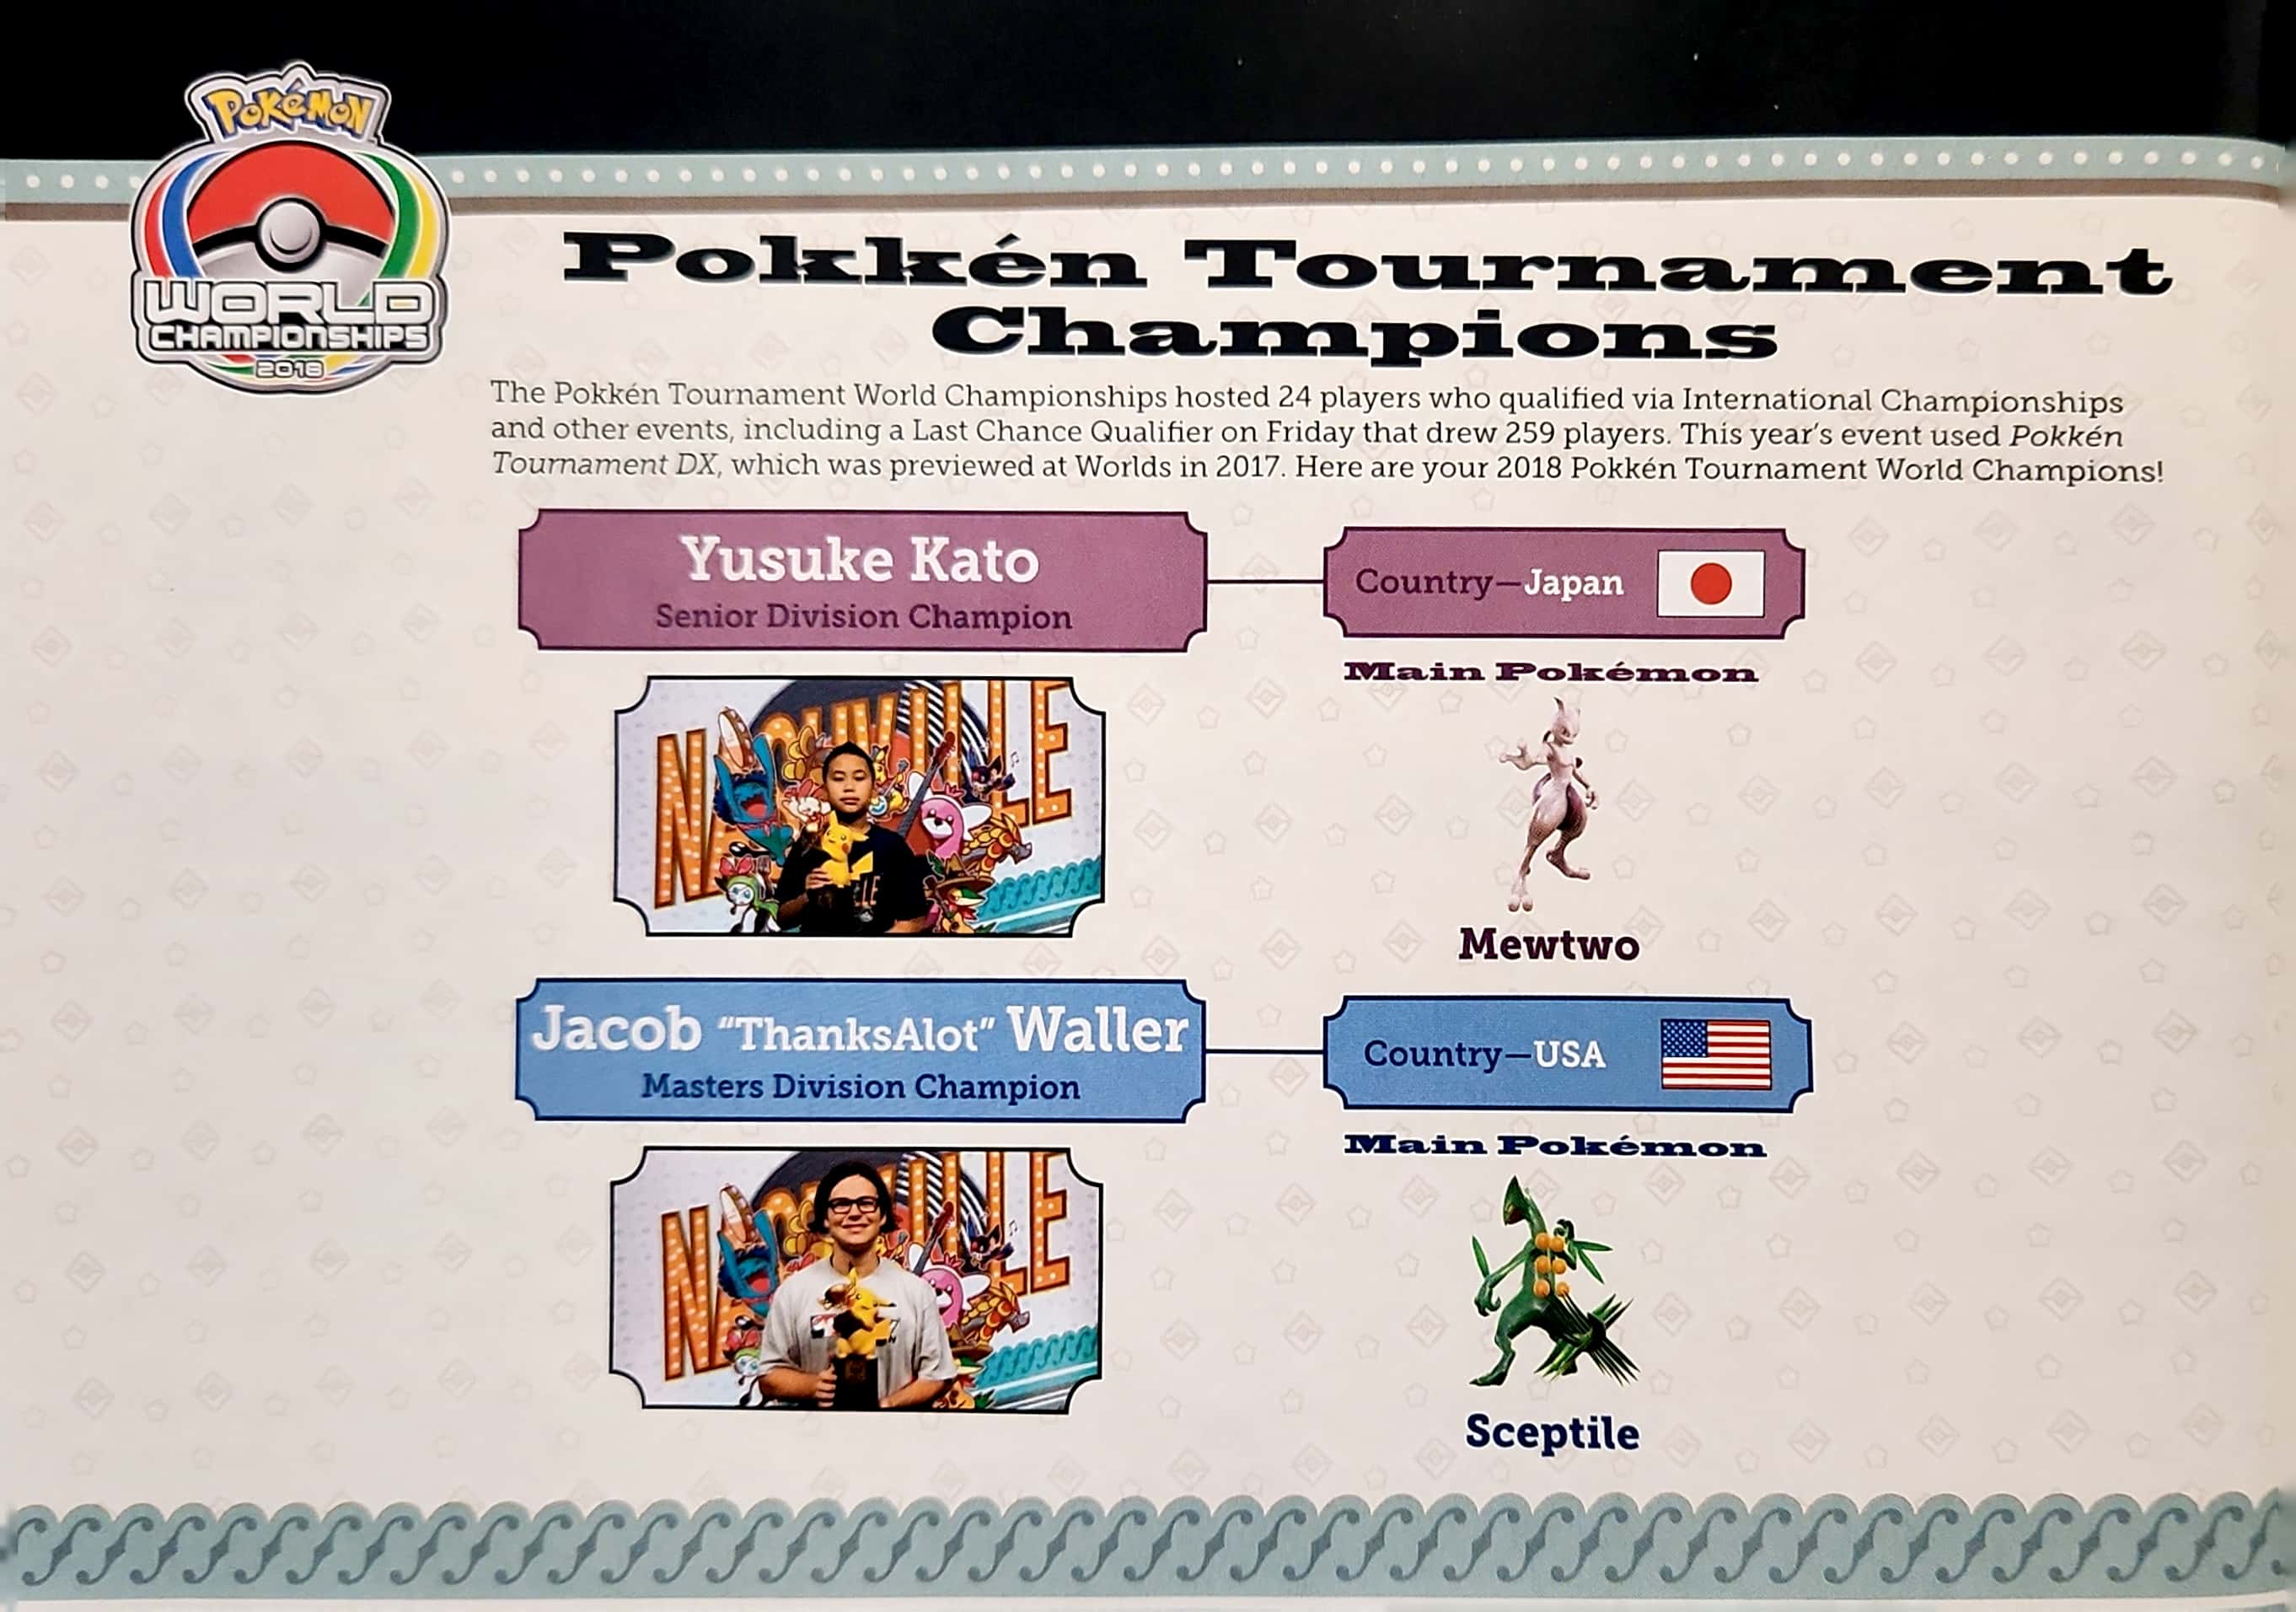 POKéMON
WORLD
CHAMPIONSHIPS
2018
Pokkén Tournament
Champions
The Pokkén Tournament World Championships hosted 24 players who qualified via International Championships
and other events, including a Last Chance Qualifier on Friday that drew 259 players. This year's event used Pokkén
Tournament DX, which was previewed at Worlds in 2017. Here are your 2018 Pokkén Tournament World Champions!
Yusuke Kato
Senior Division Champion
Country—Japan
Main Pokémon
NASHVILLE
Mewtwo
Jacob "ThanksAlot" Waller
Masters Division Champion
Country—USA
Main Pokémon
NASHVILLE
Sceptile